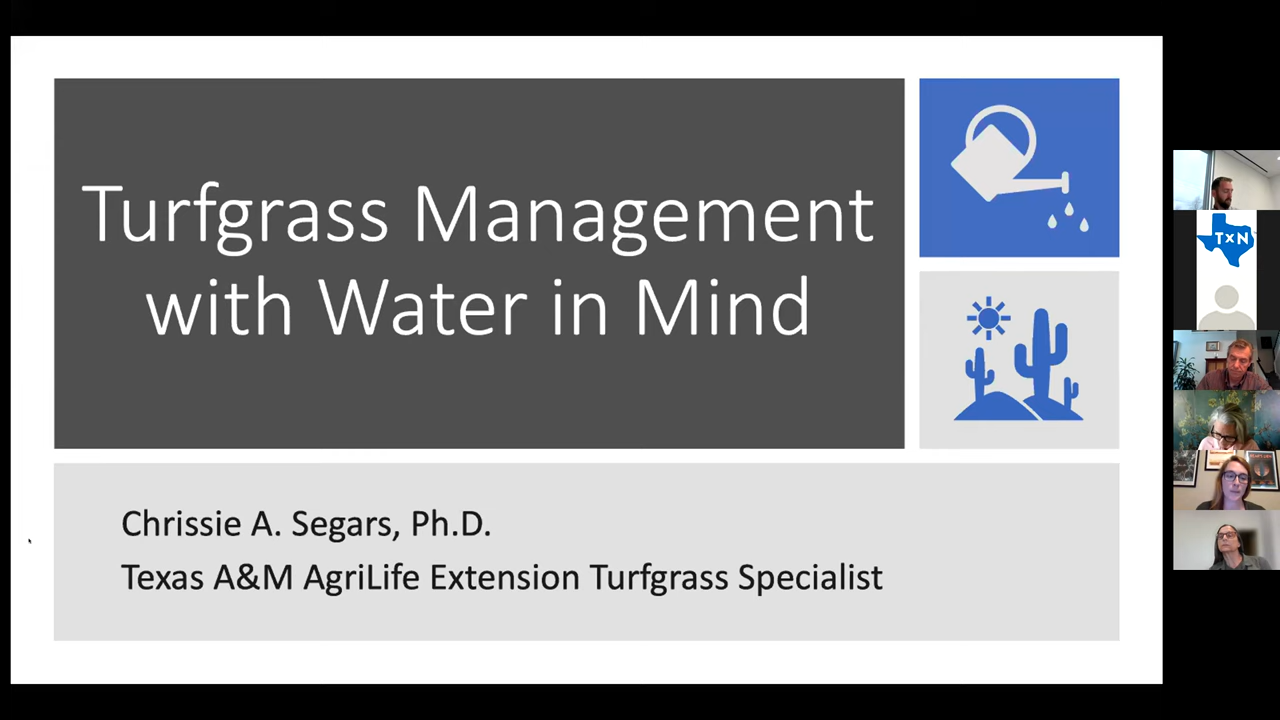 Turfgrass Management
with Water in Mind
Chrissie A. Segars, Ph.D.
Texas A&M AgriLife Extension Turfgrass Specialist
TxN